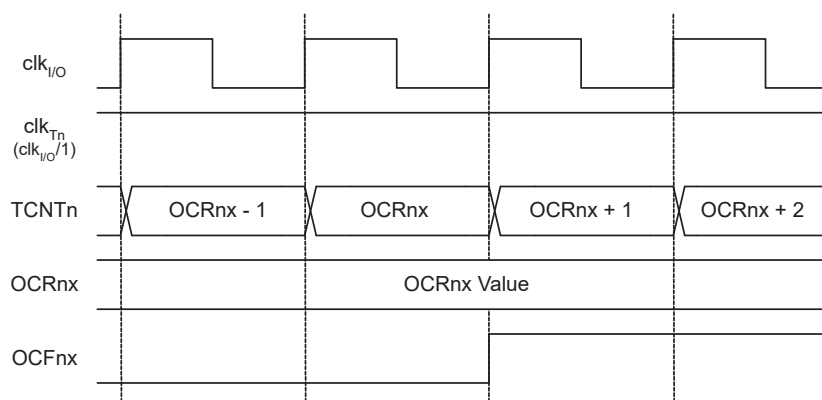 clkI/O
clkTn
(clkI/O/1)
TCNTn OCRnx - 1 OCRnx OCRnx + 1 OCRnx + 2
OCRnx OCRnx Value
OCFnx